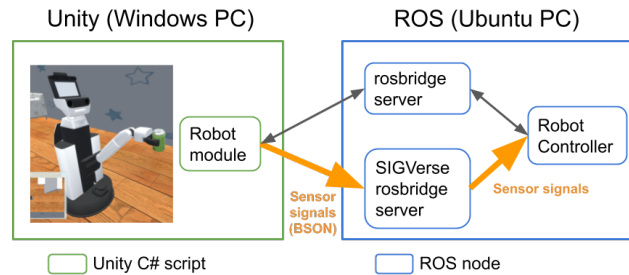 Unity (Windows PC)
ROS (Ubuntu PC)
Robot
module
rosbridge
server
SIGVerse
rosbridge
server
Robot
Controller
Sensor
signals
(BSON)
Sensor signals
Unity C# script
ROS node